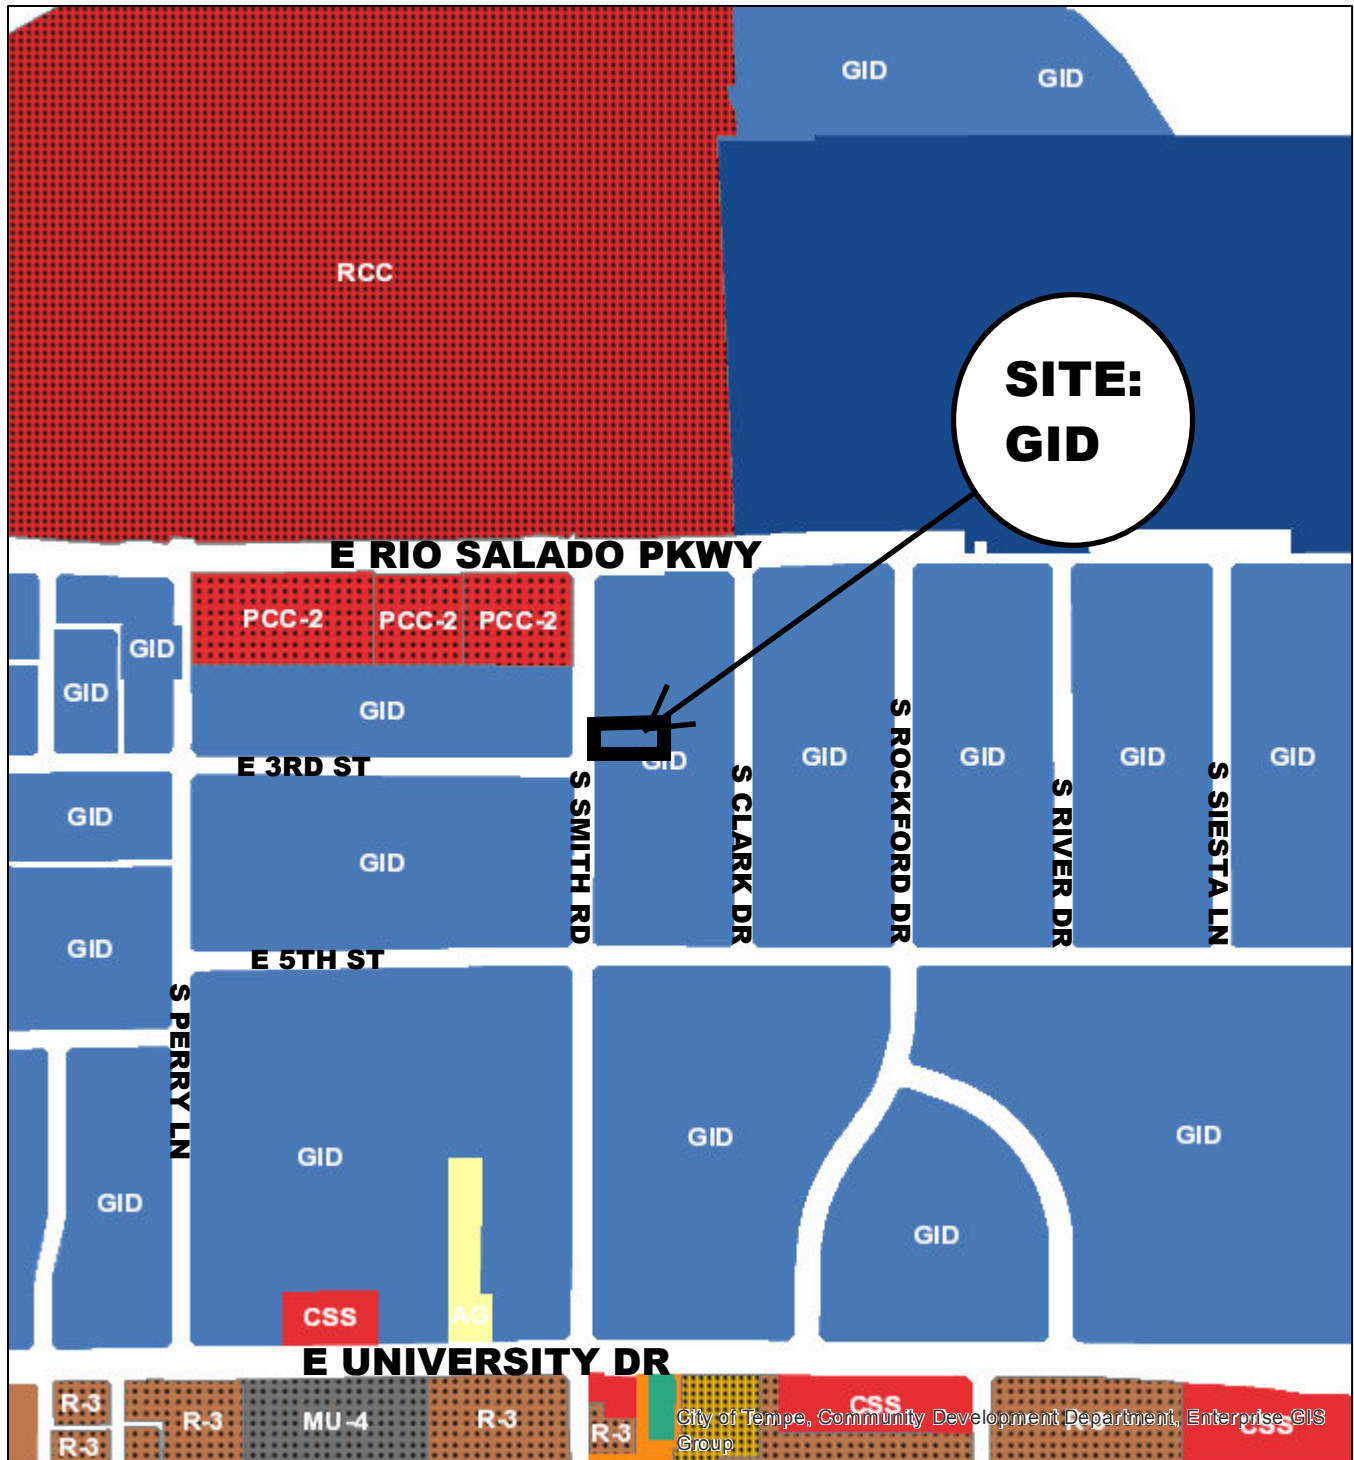 GID
GID
RCC
SITE:
GID
E RIO SALADO PKWY
PCC-2
PCC-2
PCC-2
GID
GID
GID
GID
GID
GID
GID
GID
GID
E 3RD ST
S SMITH RD
S CLARK DR
S ROCKFORD DR
S RIVER DR
S SIESTA LN
GID
GID
GID
E 5TH ST
S PERRY LN
GID
GID
GID
GID
GID
CSS
AG
E UNIVERSITY DR
R-3
R-3
R-3
MU-4
R-3
R-3
CSS
R-3
CSS
City of Tempe, Community Development Department, Enterprise GIS
Group